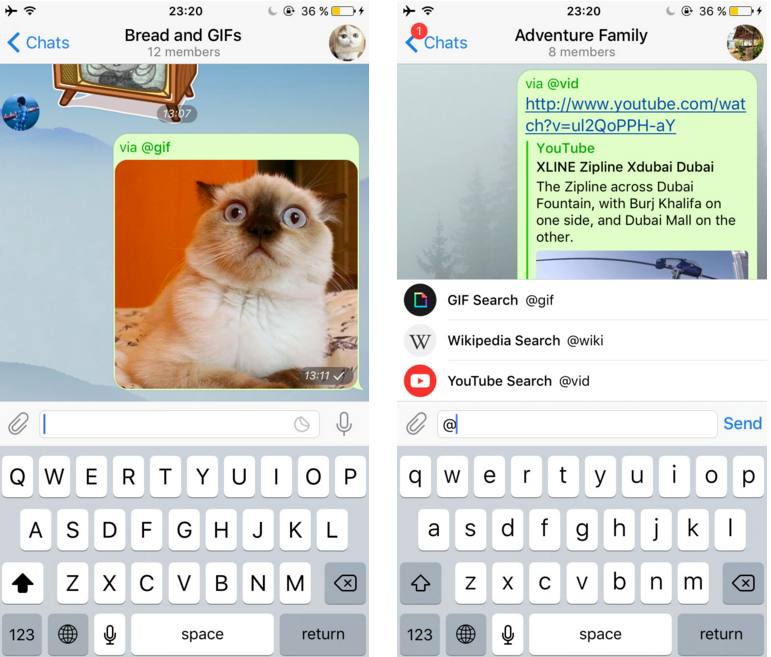 23:20
36 %
Chats
Bread and GIFs
12 members
13:07
via @gif
13:11
Q W E R T Y U I O P
A S D F G H J K L
Z X C V B N M
123
space
return
23:20
36 %
1
Chats
Adventure Family
8 members
via @vid
http://www.youtube.com/wat
ch?v=ul2QoPPH-aY
YouTube
XLINE Zipline Xdubai Dubai
The Zipline across Dubai
Fountain, with Burj Khalifa on
one side, and Dubai Mall on the
other.
GIF Search @gif
W Wikipedia Search @wiki
YouTube Search @vid
@
Send
q w e r t y u i o p
a s d f g h j k l
z x c v b n m
123
space
return